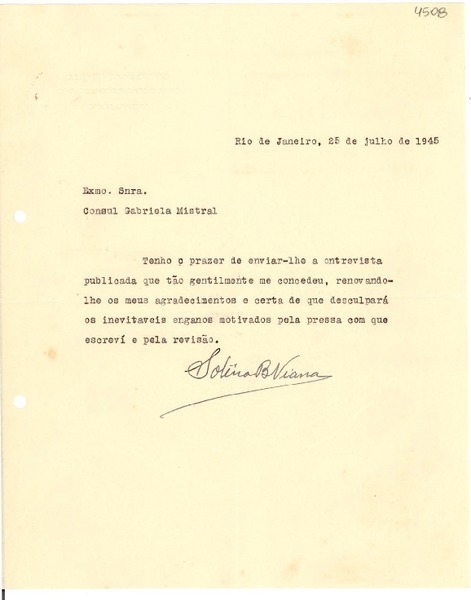 4508
Rio de Janeiro, 25 de julho de 1945
Exmo. Snra.
Consul Gabriela Mistral
Tenho o prazer de enviar-lhe a entrevista
publicada que tão gentilmente me concedeu, renovando-
lhe os meus agradecimentos e certa de que desculpará
os inevitaveis enganos motivados pela pressa com que
escreví e pela revisão.
B Viana